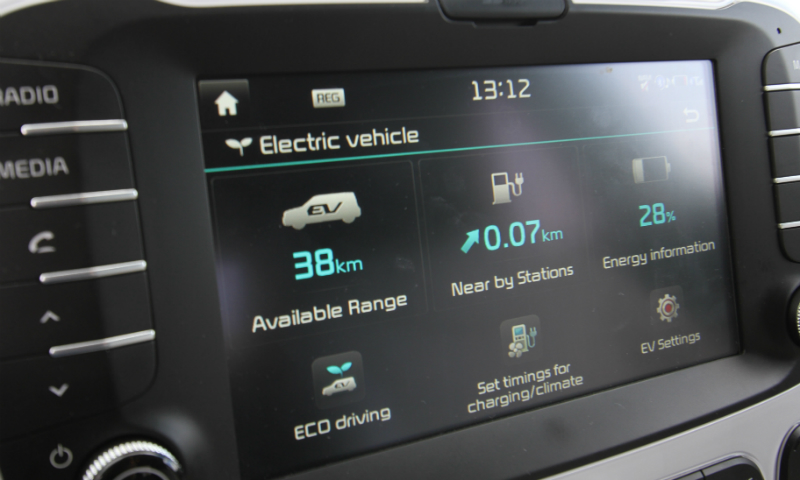 RADIO
MEDIA
REG
13:12
Electric vehicle
EV
38km
Available Range
0.07km
Near by Stations
28%
Energy information
EV
ECO driving
Set timings for
charging/climate
EV Settings